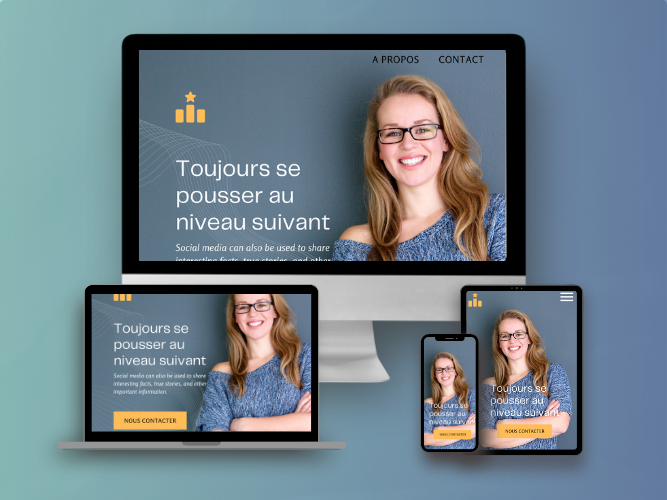 A PROPOS CONTACT
Toujours se
pousser au
niveau suivant
Social media can also be used to share
interesting facts, true stories, and other
Toujours se
pousser au
niveau suivant
Social media can also be used to share
interesting facts, true stories, and other
important information.
NOUS CONTACTER
Toujours se
pousser au
niveau suivant
NOUS CONTACTER
Toujours se
pousser au
niveau suivant
NOUS CONTACTER